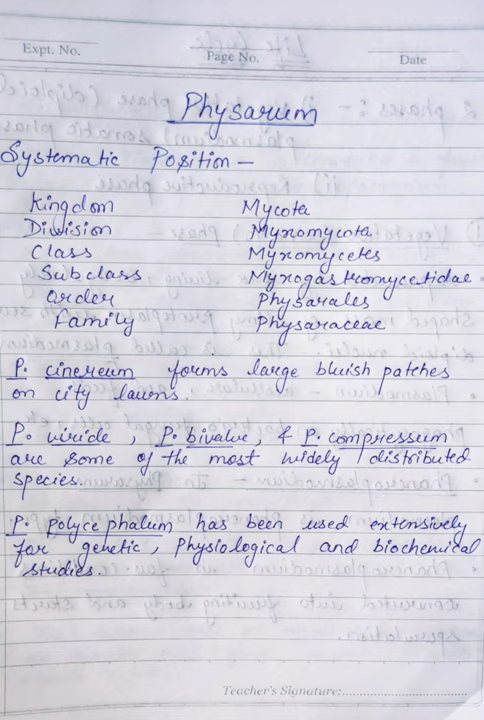 Expt. No.
Page No.
Date
Physarum
Systematic Position —
Kingdom Mycota
Division Myxomycota
Class Myxomycetes
Subclass Myxogastromycetidae
Order Physarales
Family Physaraceae
P. cinereum forms large bluish patches
on city lawns.
P. viride, P. bivalve, & P. compressum
are some of the most widely distributed
species.
P. polycephalum has been used extensively
for genetic, physiological and biochemical
studies.
Teacher's Signature: